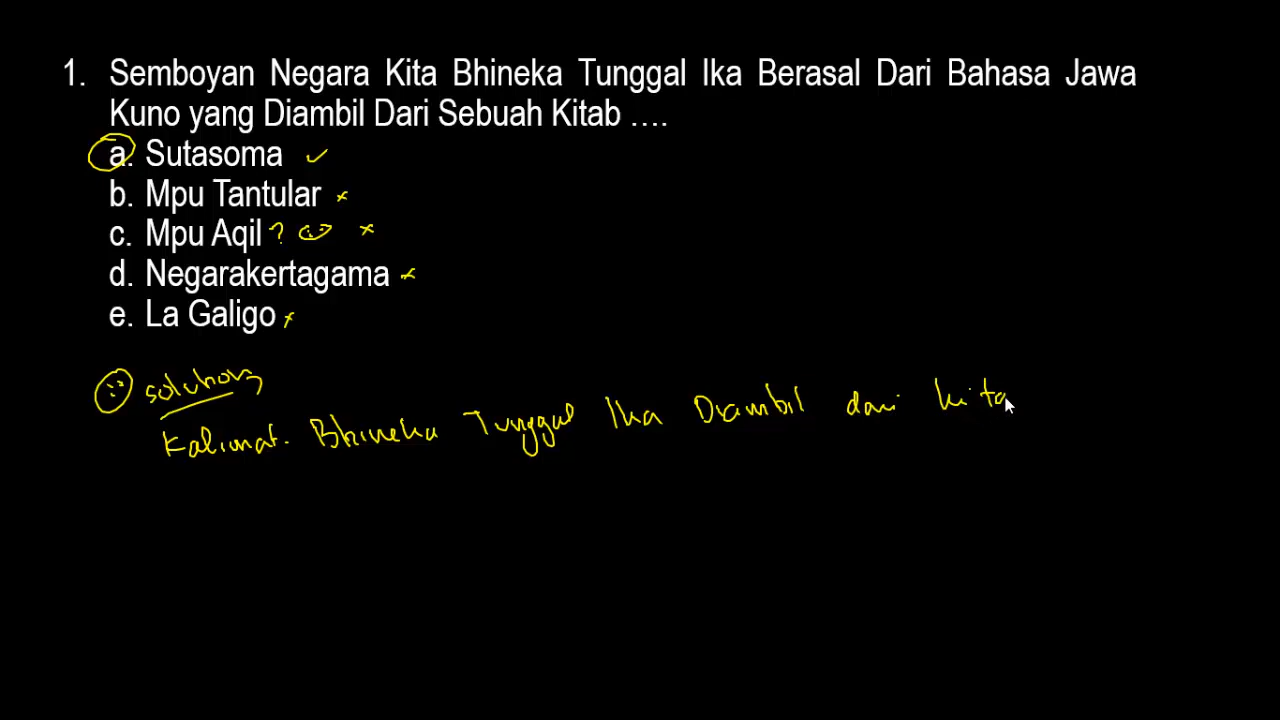 1. Semboyan Negara Kita Bhineka Tunggal Ika Berasal Dari Bahasa Jawa
Kuno yang Diambil Dari Sebuah Kitab ....
a. Sutasoma ✓
b. Mpu Tantular ×
c. Mpu Aqil ? ×
d. Negarakertagama ×
e. La Galigo ×
solution
Kalimat. Bhineka Tunggal Ika Diambil dari kita